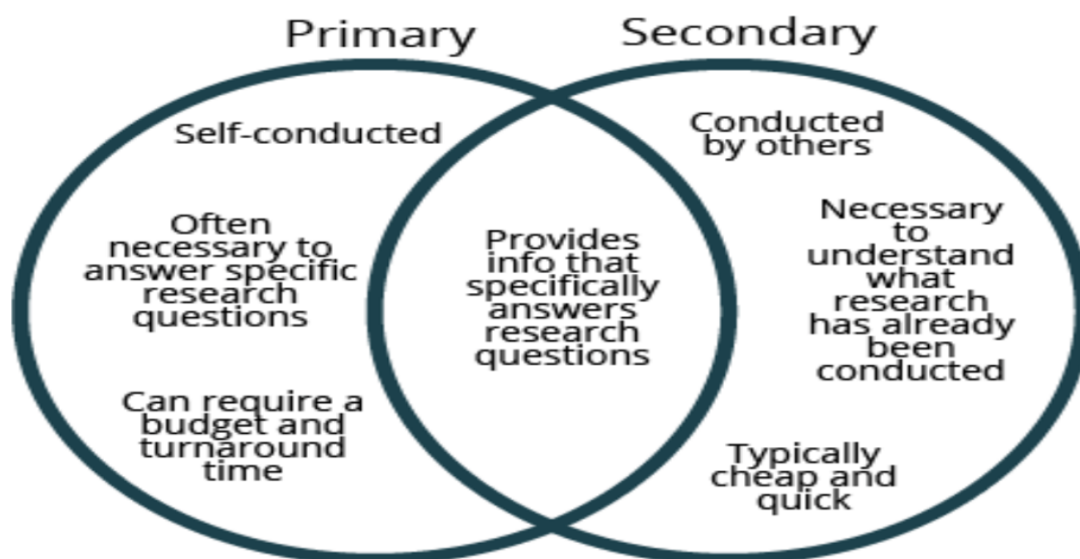 Primary
Secondary
Self-conducted
Often
necessary to
answer specific
research
questions
Can require a
budget and
turnaround
time
Provides
info that
specifically
answers
research
questions
Conducted
by others
Necessary
to
understand
what
research
has already
been
conducted
Typically
cheap and
quick